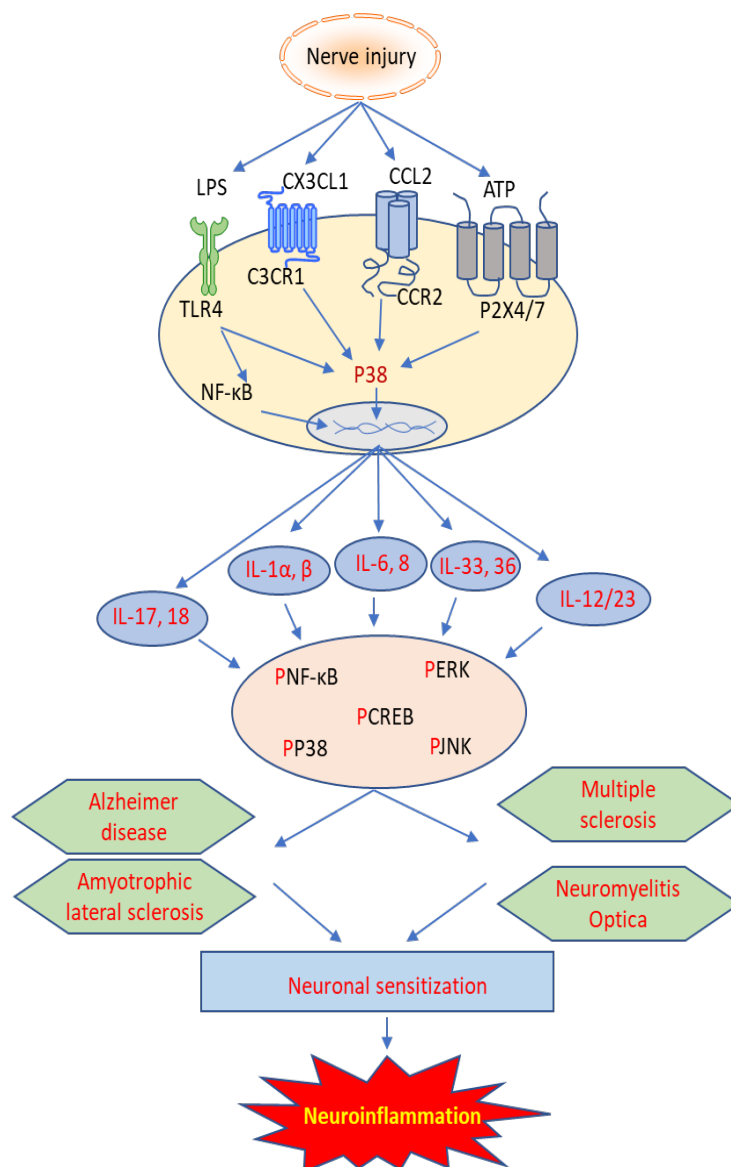 Nerve injury
LPS
CX3CL1
CCL2
ATP
TLR4
C3CR1
CCR2
P2X4/7
P38
NF-κB
IL-17, 18
IL-1α, β
IL-6, 8
IL-33, 36
IL-12/23
PNF-κB
PERK
PCREB
PP38
PJNK
Alzheimer
disease
Multiple
sclerosis
Amyotrophic
lateral sclerosis
Neuromyelitis
Optica
Neuronal sensitization
Neuroinflammation